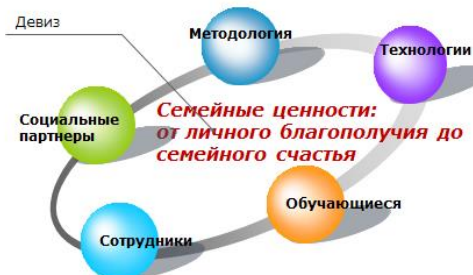 Девиз
Методология
Технологии
Социальные
партнеры
Семейные ценности:
от личного благополучия до
семейного счастья
Обучающиеся
Сотрудники